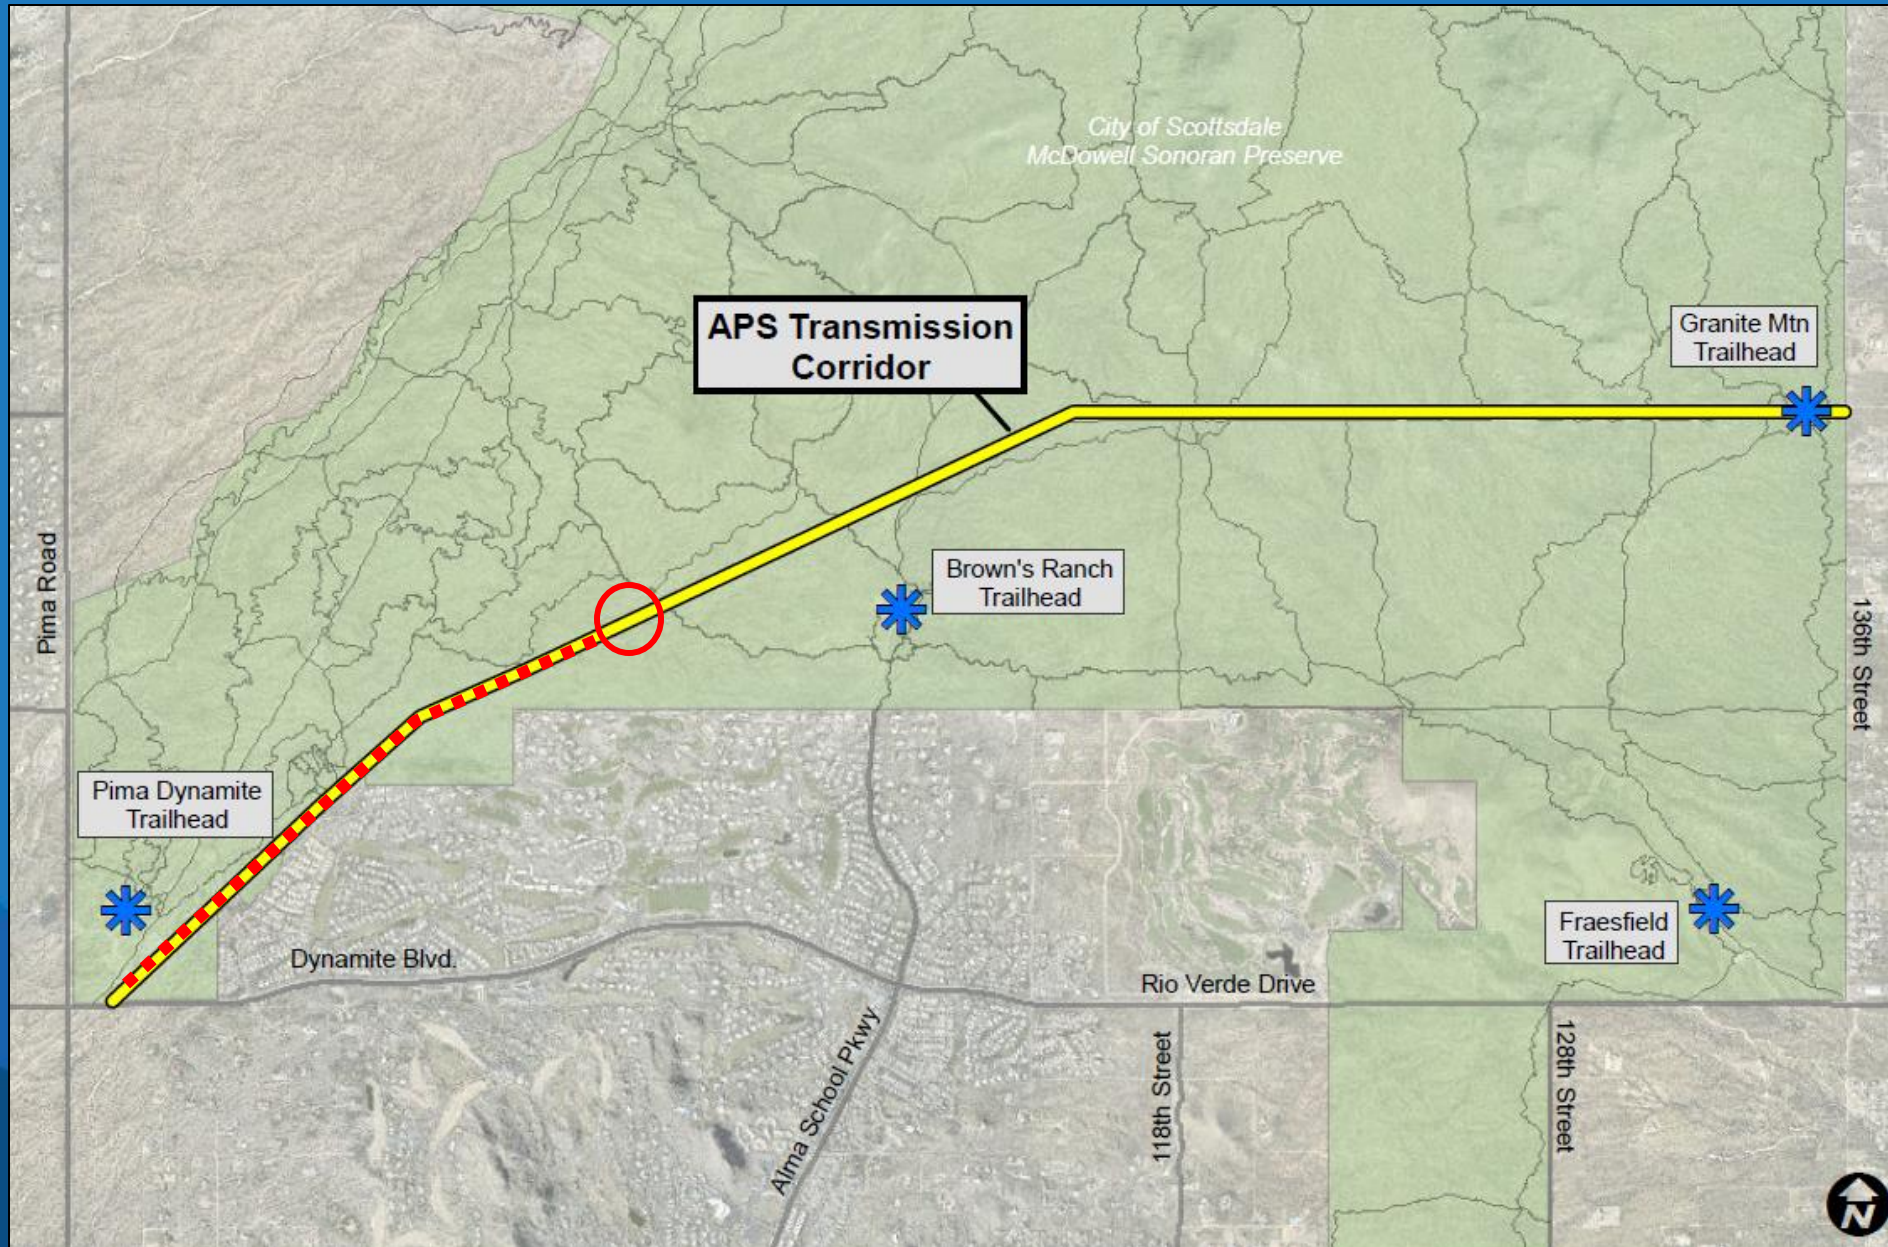 City of Scottsdale
McDowell Sonoran Preserve
APS Transmission
Corridor
Granite Mtn
Trailhead
Pima Road
Brown's Ranch
Trailhead
136th Street
Pima Dynamite
Trailhead
Fraesfield
Trailhead
Dynamite Blvd.
Rio Verde Drive
Alma School Pkwy
118th Street
128th Street
N